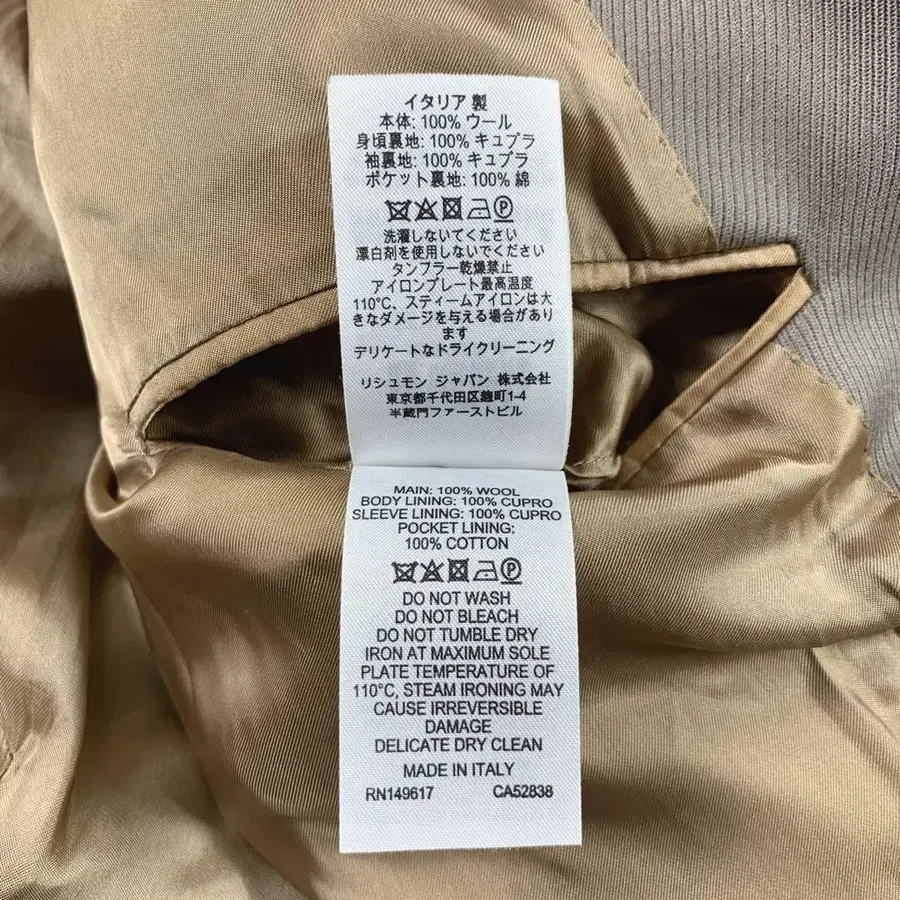 イタリア 製
本体: 100% ウール
身頃裏地: 100% キュプラ
袖裏地: 100% キュプラ
ポケット裏地: 100% 綿
洗濯しないてください
漂白剤を使用しないでください
タンブラー乾燥禁止
アイロンプレート最高温度
110°C、スティームアイロンは大
きなダメージを与える場合があり
ます
デリケートなドライクリーニング
リシュモン ジャパン 株式会社
東京都千代田区麹町1-4
半蔵門ファーストビル
MAIN: 100% WOOL
BODY LINING: 100% CUPRO
SLEEVE LINING: 100% CUPRO
POCKET LINING:
100% COTTON
DO NOT WASH
DO NOT BLEACH
DO NOT TUMBLE DRY
IRON AT MAXIMUM SOLE
PLATE TEMPERATURE OF
110°C, STEAM IRONING MAY
CAUSE IRREVERSIBLE
DAMAGE
DELICATE DRY CLEAN
MADE IN ITALY
RN149617 CA52838